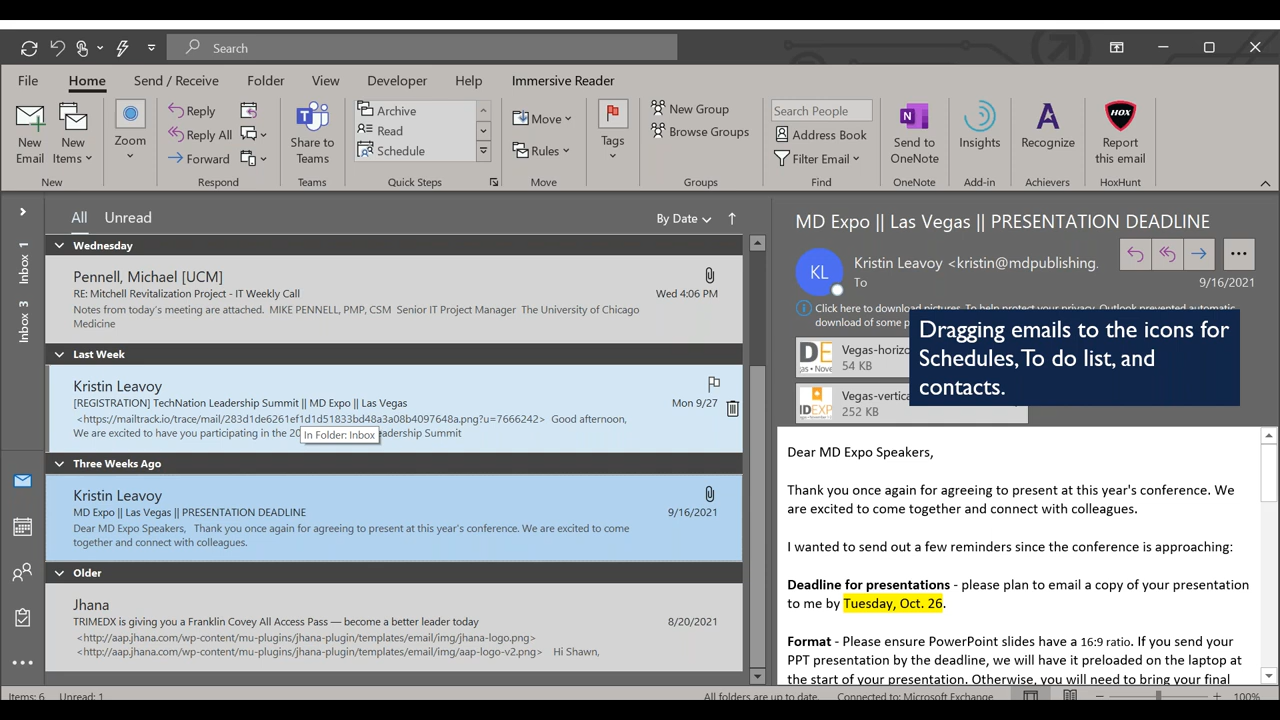 Search
File Home Send / Receive Folder View Developer Help Immersive Reader
New Email
New Items
New
Zoom
Reply
Reply All
Forward
Respond
Share to Teams
Teams
Archive
Read
Schedule
Quick Steps
Move
Rules
Move
Tags
New Group
Browse Groups
Groups
Search People
Address Book
Filter Email
Find
N
Send to OneNote
OneNote
Insights
Add-in
A
Recognize
Achievers
HOX
Report this email
HoxHunt
Inbox 1
Inbox 3
All Unread By Date
Wednesday
Pennell, Michael [UCM]
RE: Mitchell Revitalization Project - IT Weekly Call Wed 4:06 PM
Notes from today's meeting are attached. MIKE PENNELL, PMP, CSM Senior IT Project Manager The University of Chicago
Medicine
Last Week
Kristin Leavoy
[REGISTRATION] TechNation Leadership Summit || MD Expo || Las Vegas Mon 9/27
<https://mailtrack.io/trace/mail/283d1de6261ef1d1d51833bd48a3a08b4097648a.png?u=7666242> Good afternoon,
We are excited to have you participating in the 20 eadership Summit
In Folder: Inbox
Three Weeks Ago
Kristin Leavoy
MD Expo || Las Vegas || PRESENTATION DEADLINE 9/16/2021
Dear MD Expo Speakers, Thank you once again for agreeing to present at this year's conference. We are excited to come
together and connect with colleagues.
Older
Jhana
TRIMEDX is giving you a Franklin Covey All Access Pass — become a better leader today 8/20/2021
<http://aap.jhana.com/wp-content/mu-plugins/jhana-plugin/templates/email/img/jhana-logo.png>
<http://aap.jhana.com/wp-content/mu-plugins/jhana-plugin/templates/email/img/aap-logo-v2.png> Hi Shawn,
MD Expo || Las Vegas || PRESENTATION DEADLINE
KL
Kristin Leavoy <kristin@mdpublishing.
To 9/16/2021
Click here to download pictures. To help protect your privacy, Outlook prevented automatic
download of some p
Dragging emails to the icons for
Schedules, To do list, and
contacts.
Vegas-horizo
54 KB
Vegas-vertica
252 KB
Dear MD Expo Speakers,
Thank you once again for agreeing to present at this year's conference. We
are excited to come together and connect with colleagues.
I wanted to send out a few reminders since the conference is approaching:
Deadline for presentations - please plan to email a copy of your presentation
to me by Tuesday, Oct. 26.
Format - Please ensure PowerPoint slides have a 16:9 ratio. If you send your
PPT presentation by the deadline, we will have it preloaded on the laptop at
the start of your presentation. Otherwise, you will need to bring your final
Items: 6 Unread: 1 All folders are up to date. Connected to: Microsoft Exchange 100%